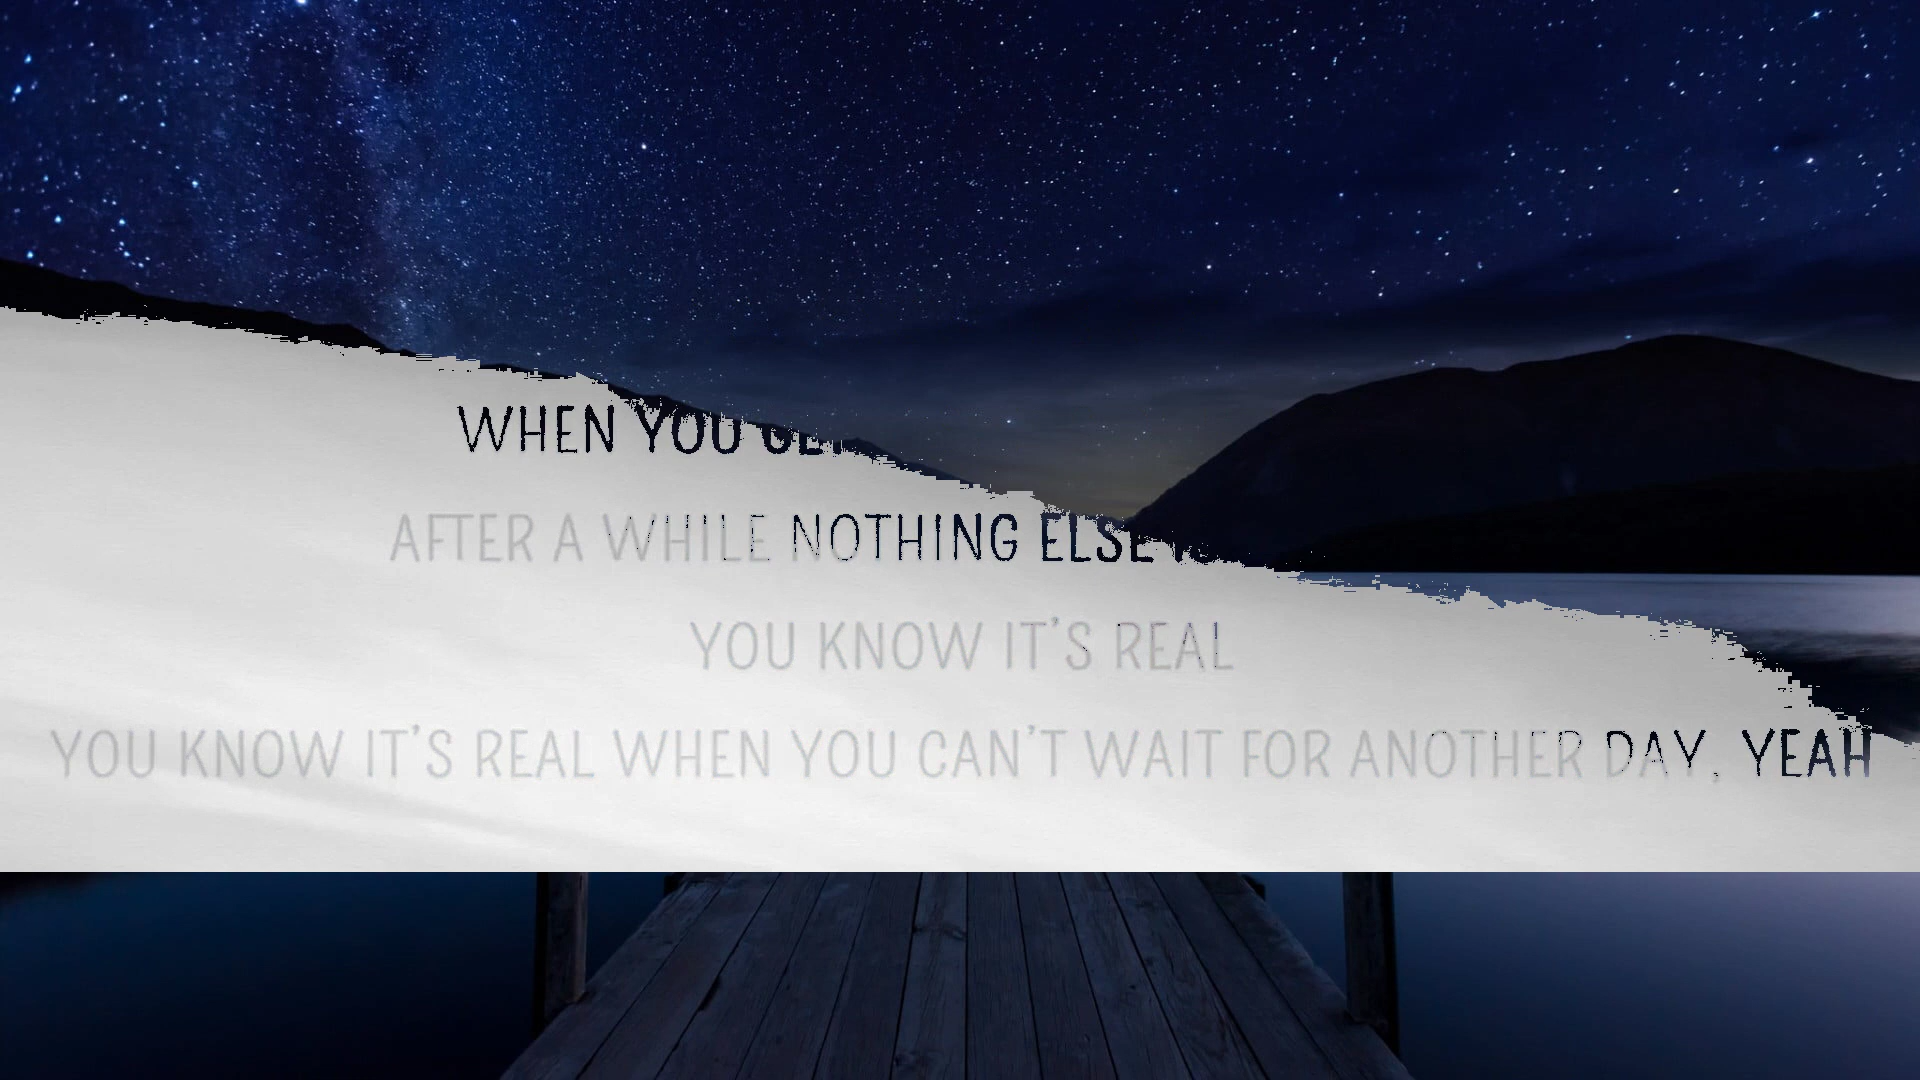 WHEN YOU GET
AFTER A WHILE NOTHING ELSE
YOU KNOW IT'S REAL
YOU KNOW IT'S REAL WHEN YOU CAN'T WAIT FOR ANOTHER DAY, YEAH